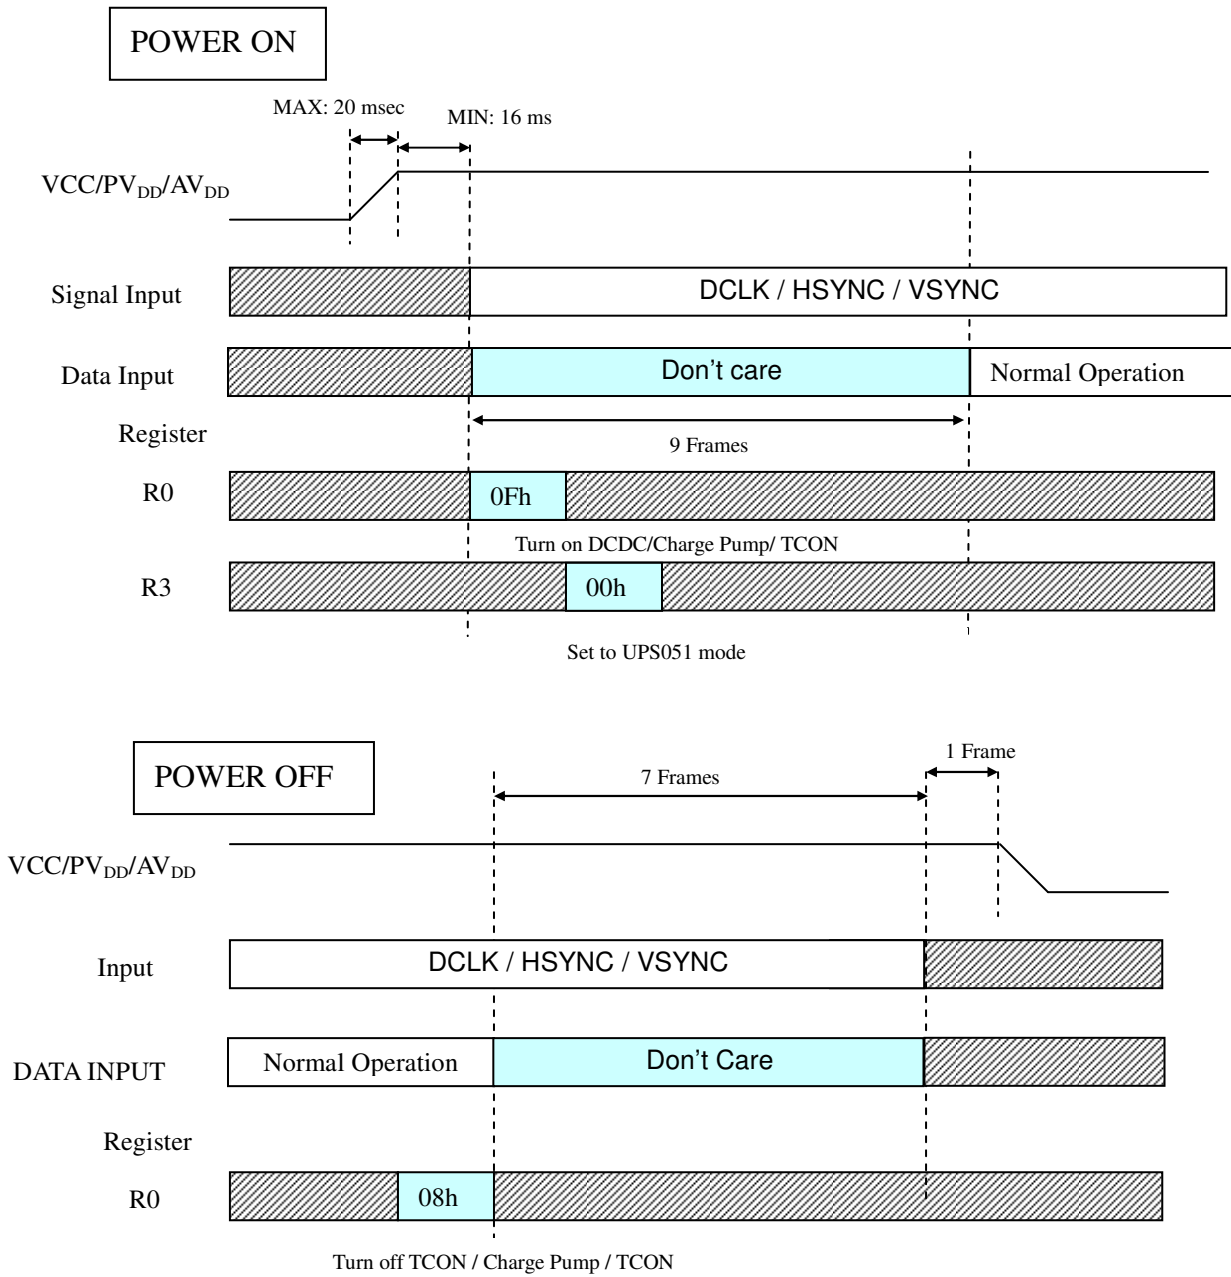 POWER ON
MAX: 20 msec
MIN: 16 ms
VCC/PVDD/AVDD
Signal Input
DCLK / HSYNC / VSYNC
Data Input
Don't care
Normal Operation
Register
9 Frames
R0
0Fh
Turn on DCDC/Charge Pump/ TCON
R3
00h
Set to UPS051 mode
POWER OFF
1 Frame
7 Frames
VCC/PVDD/AVDD
Input
DCLK / HSYNC / VSYNC
DATA INPUT
Normal Operation
Don't Care
Register
R0
08h
Turn off TCON / Charge Pump / TCON